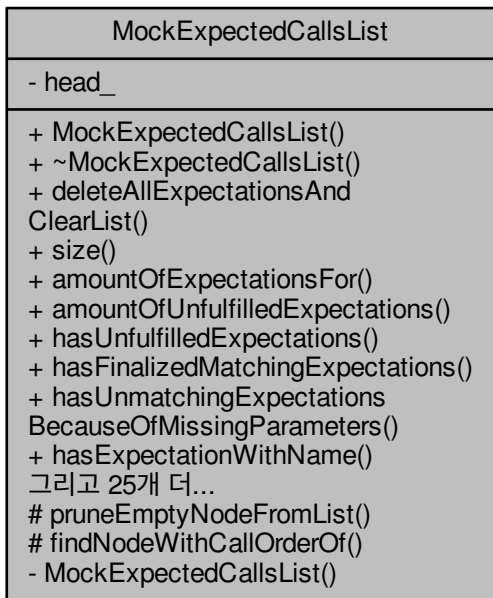 MockExpectedCallsList
- head_
+ MockExpectedCallsList()
+ ~MockExpectedCallsList()
+ deleteAllExpectationsAnd
ClearList()
+ size()
+ amountOfExpectationsFor()
+ amountOfUnfulfilledExpectations()
+ hasUnfulfilledExpectations()
+ hasFinalizedMatchingExpectations()
+ hasUnmatchingExpectations
BecauseOfMissingParameters()
+ hasExpectationWithName()
그리고 25개 더...
# pruneEmptyNodeFromList()
# findNodeWithCallOrderOf()
- MockExpectedCallsList()